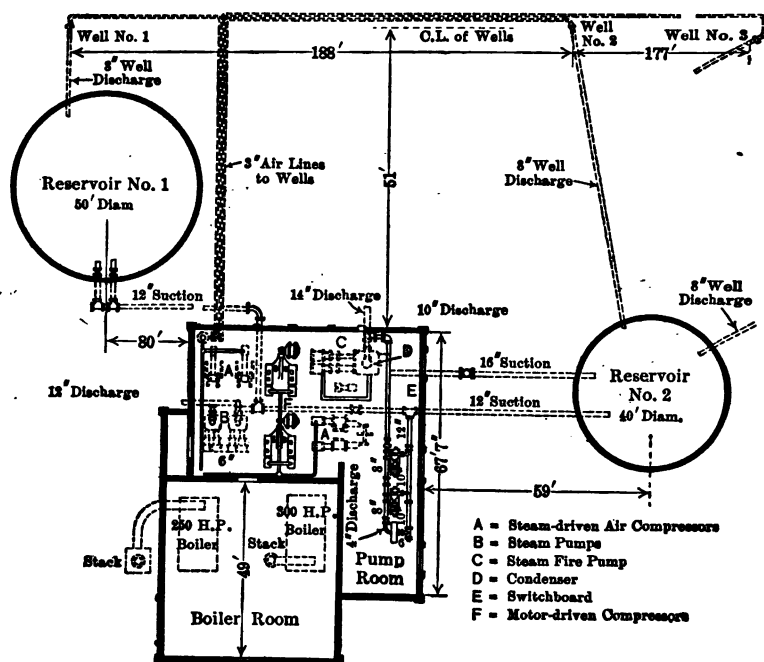 Well No. 1
188'
C.L. of Wells
Well
No. 2
177'
Well No. 3
8" Well
Discharge
Reservoir No. 1
50' Diam
3" Air Lines
to Wells
51'
8" Well
Discharge
12" Suction
14" Discharge
10" Discharge
8" Well
Discharge
80'
12" Discharge
A
B
6"
C
D
E
A
16" Suction
12" Suction
Reservoir
No. 2
40' Diam.
12"
67'7"
8"
8"
10"
10"
4" Discharge
59'
250 H.P.
Boiler
300 H.P.
Boiler
Stack
Stack
49'
Pump
Room
Boiler Room
A = Steam-driven Air Compressors
B = Steam Pumps
C = Steam Fire Pump
D = Condenser
E = Switchboard
F = Motor-driven Compressors